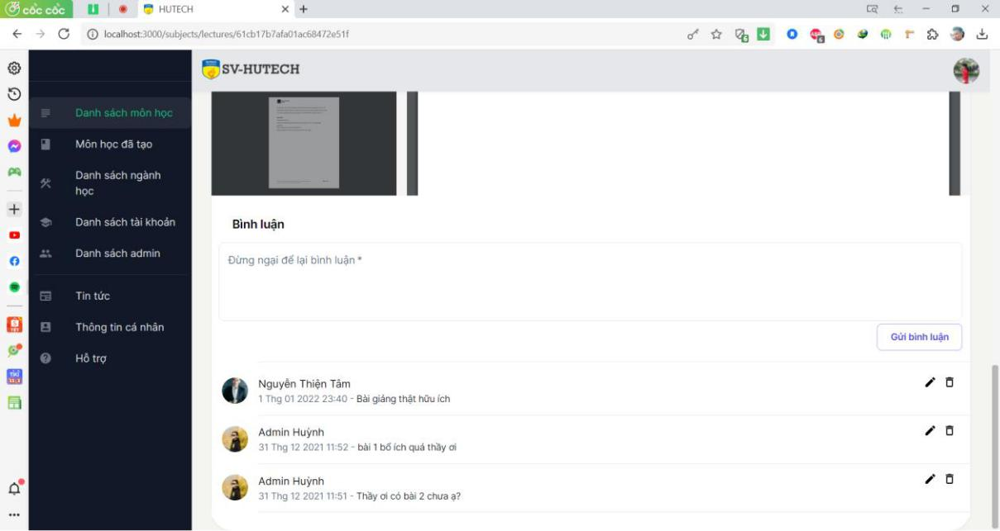 cốc cốc
HUTECH
localhost:3000/subjects/lectures/61cb17b7afa01ac68472e51f
SV-HUTECH
Danh sách môn học
Môn học đã tạo
Danh sách ngành
học
Danh sách tài khoản
Danh sách admin
Tin tức
Thông tin cá nhân
Hỗ trợ
Bình luận
Đừng ngại để lại bình luận *
Gửi bình luận
Nguyễn Thiện Tâm
1 Thg 01 2022 23:40 - Bài giảng thật hữu ích
Admin Huỳnh
31 Thg 12 2021 11:52 - bài 1 bổ ích quá thầy ơi
Admin Huỳnh
31 Thg 12 2021 11:51 - Thầy ơi có bài 2 chưa ạ?